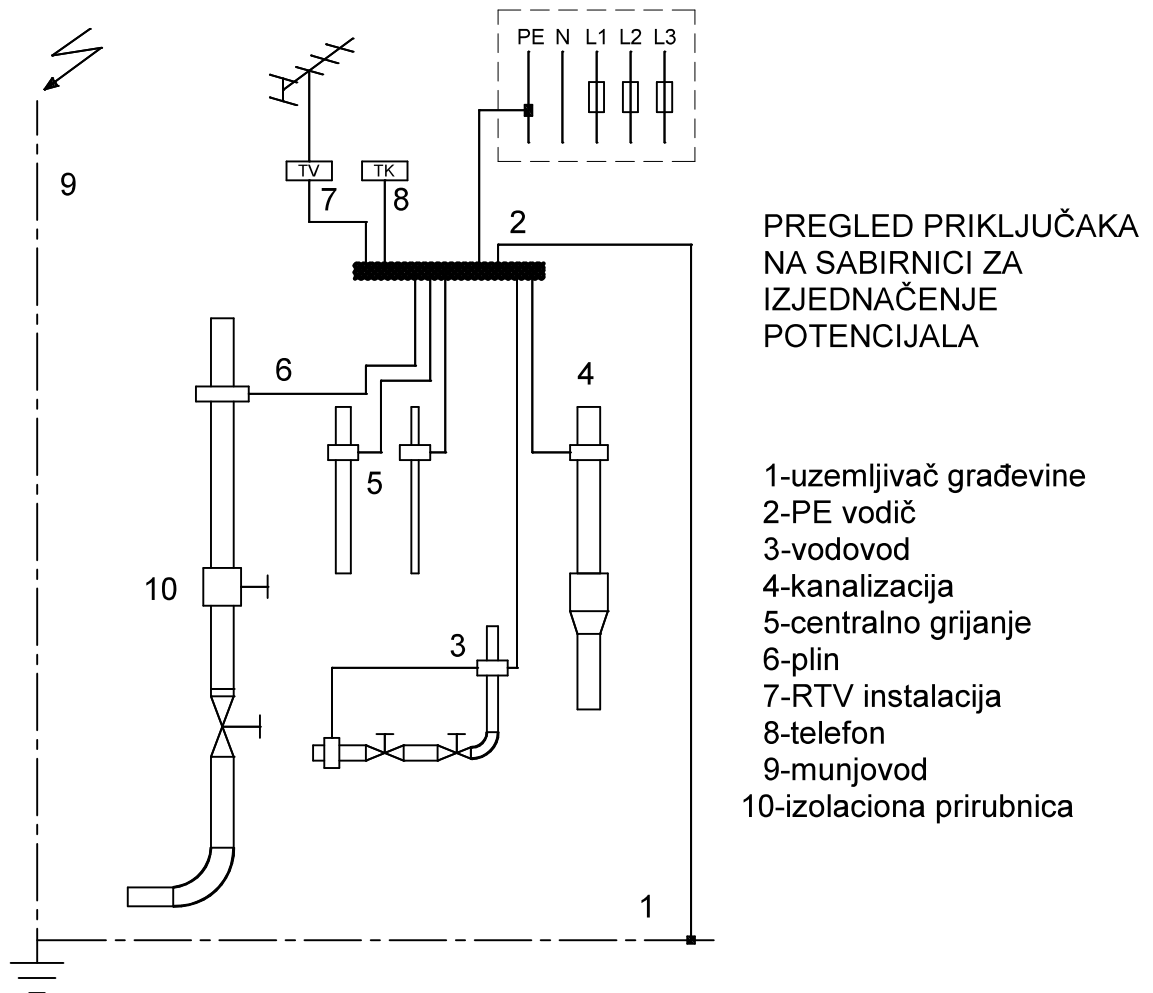 PE N L1 L2 L3
TV
TK
9
7
8
2
PREGLED PRIKLJUČAKA
NA SABIRNICI ZA
IZJEDNAČENJE
POTENCIJALA
6
4
5
10
3
1
1-uzemljivač građevine
2-PE vodič
3-vodovod
4-kanalizacija
5-centralno grijanje
6-plin
7-RTV instalacija
8-telefon
9-munjovod
10-izolaciona prirubnica